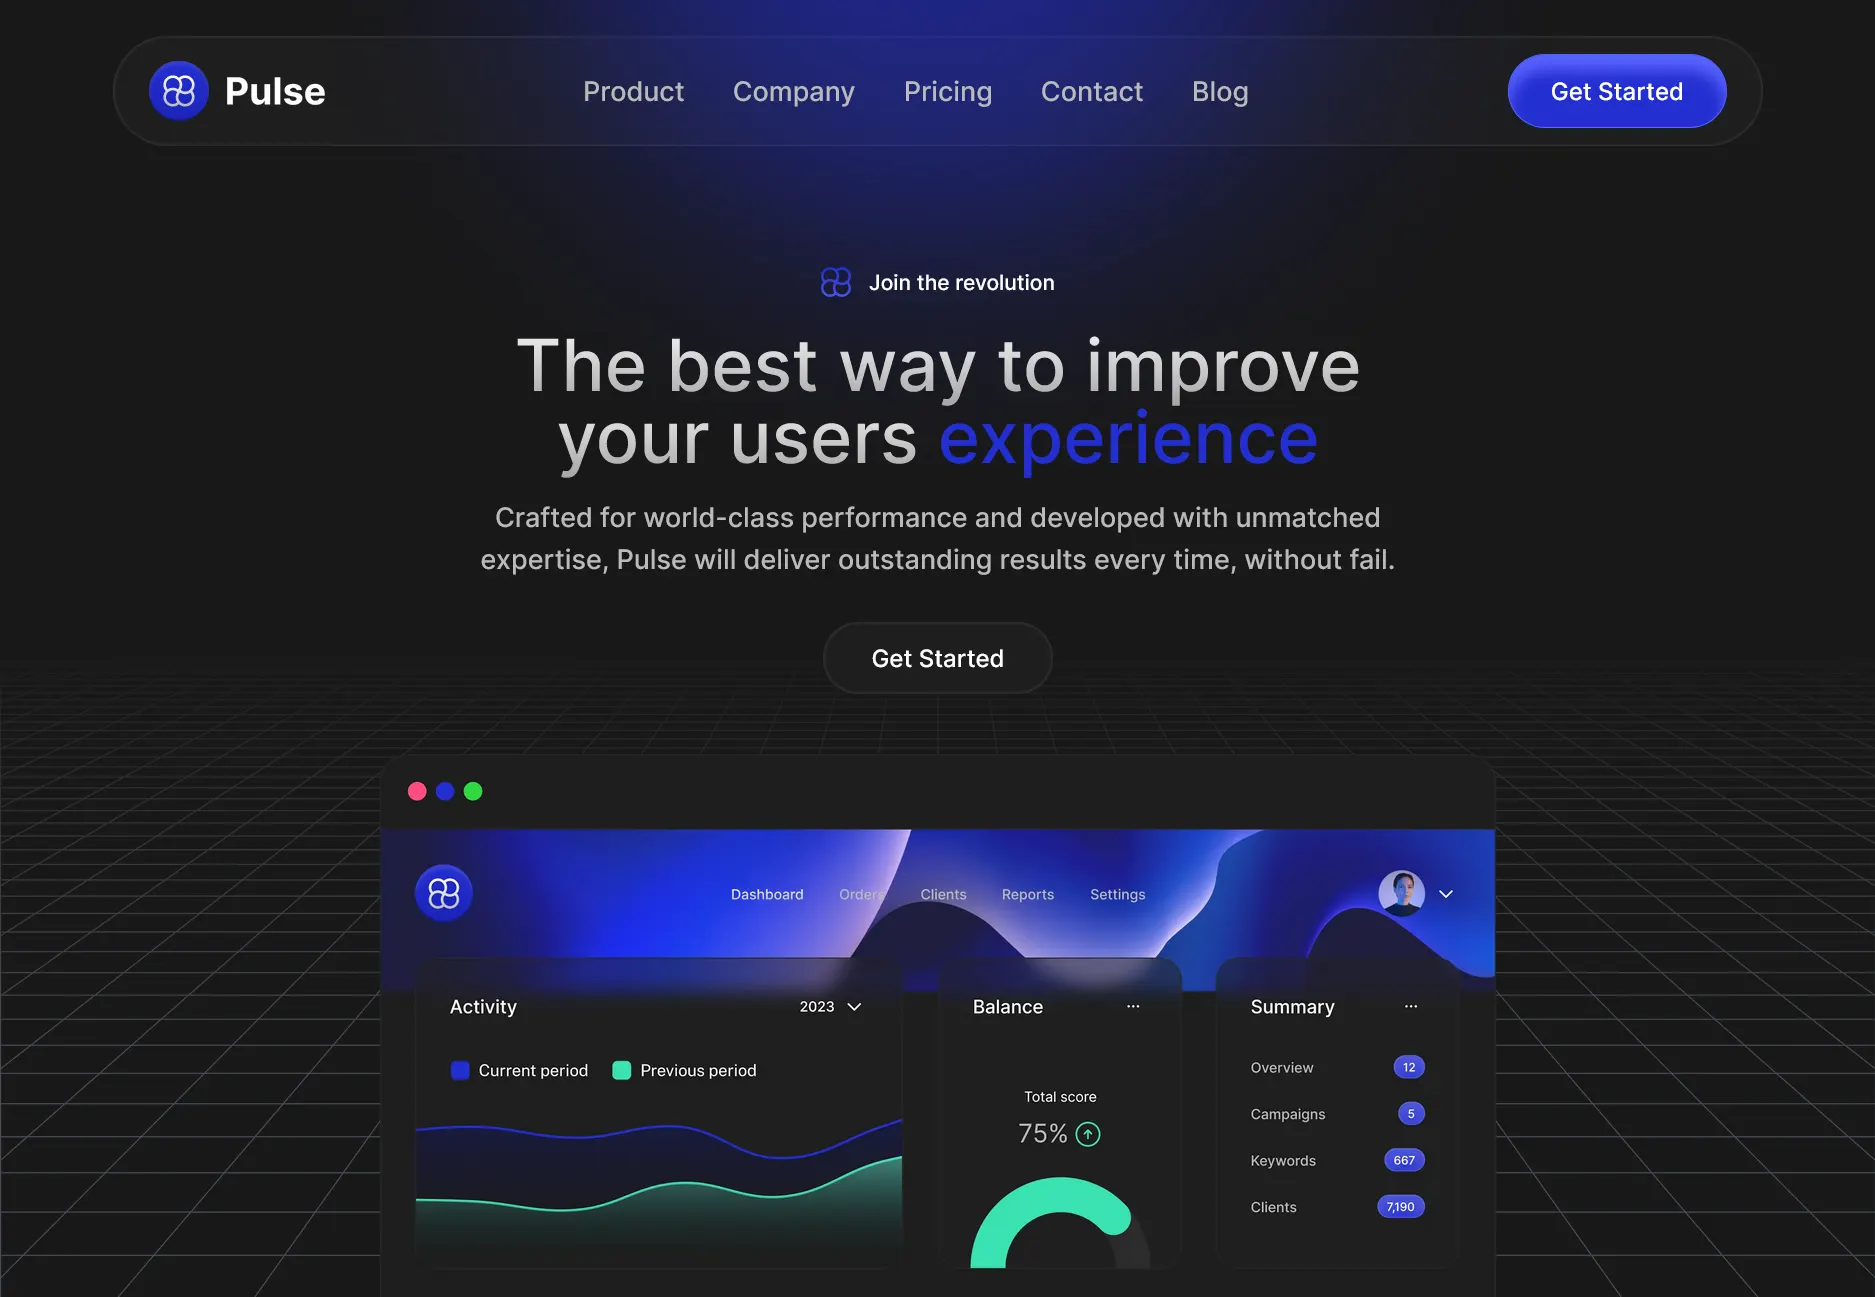 Pulse
Product Company Pricing Contact Blog
Get Started
Join the revolution
The best way to improve
your users experience
Crafted for world-class performance and developed with unmatched
expertise, Pulse will deliver outstanding results every time, without fail.
Get Started
Dashboard Orders Clients Reports Settings
Activity
2023
Current period Previous period
Balance
Total score
75%
Summary
Overview 12
Campaigns 5
Keywords 667
Clients 7,190